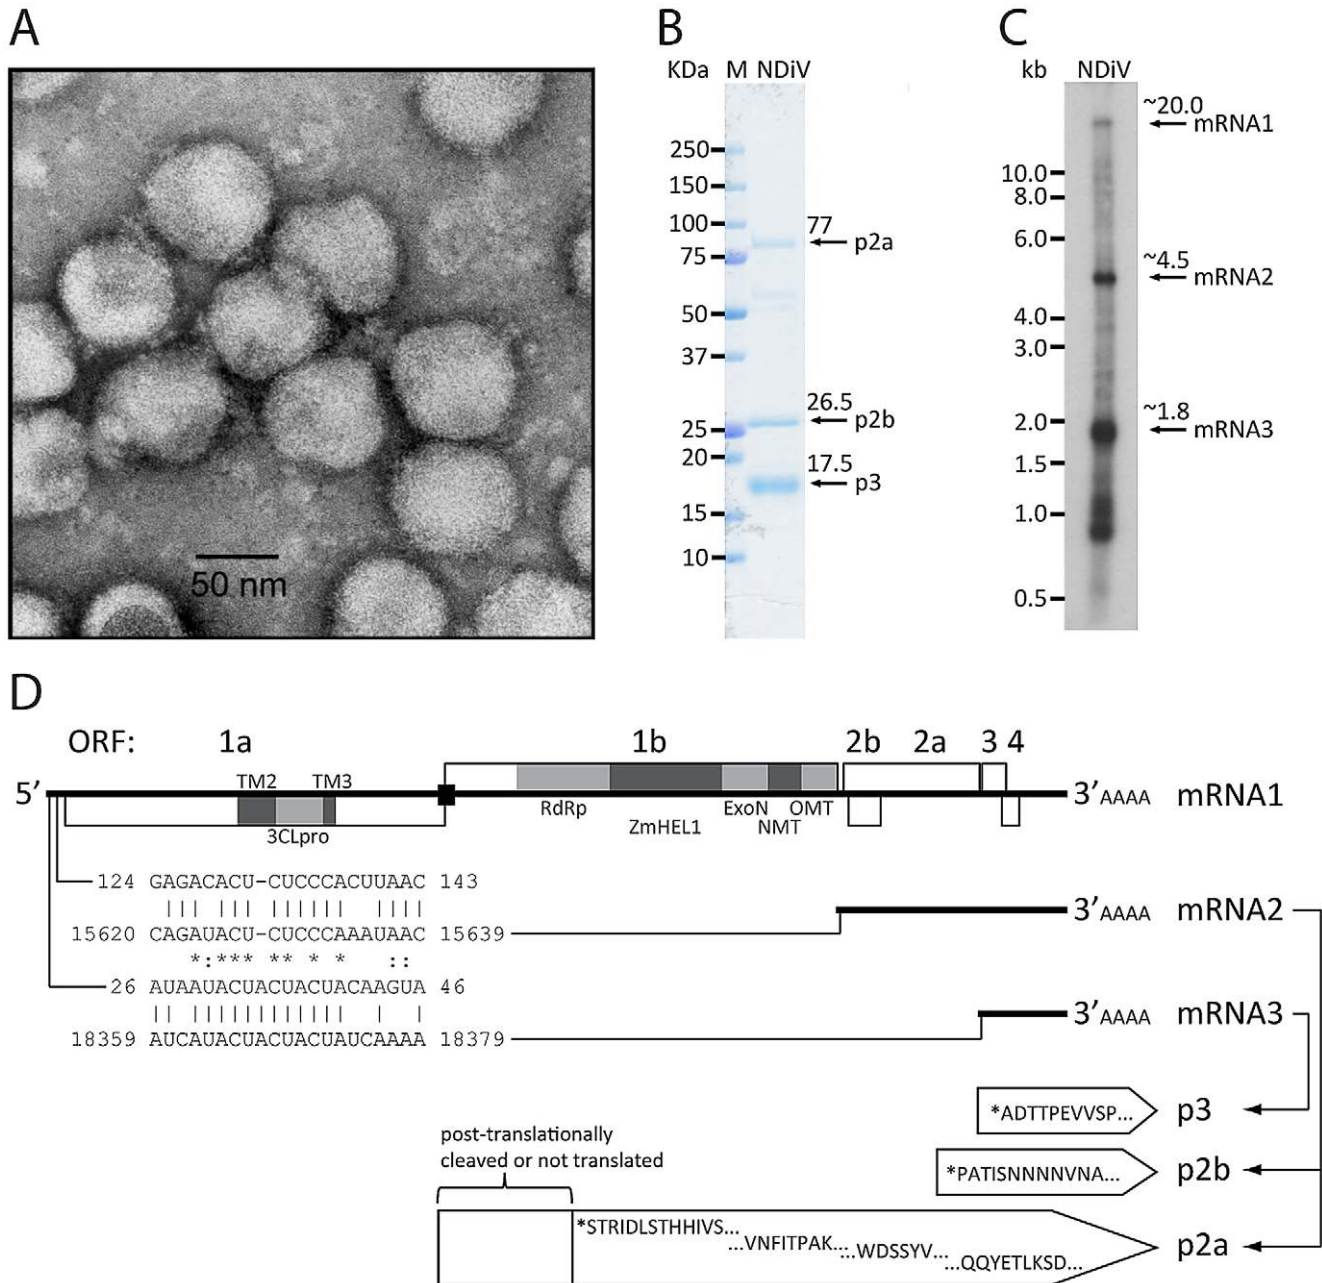 A
50 nm
B
KDa M NDiV
250
150
100
75
50
37
25
20
15
10
77
p2a
26.5
p2b
17.5
p3
C
kb NDiV
10.0
8.0
6.0
4.0
3.0
2.0
1.5
1.0
0.5
~20.0
mRNA1
~4.5
mRNA2
~1.8
mRNA3
D
ORF: 1a 1b 2b 2a 3 4
TM2 TM3
5’ 3’AAAA mRNA1
3CLpro
RdRp ExoN OMT
ZmHEL1 NMT
124 GAGACACU-CUCCCACUUAAC 143
15620 CAGAUACU-CUCCCAAAUAAC 15639
*:*** ** * * ::
26 AUAAUACUACUACUACAAGUA 46
18359 AUCAUACUACUACUAUCAAAA 18379
3’AAAA mRNA2
3’AAAA mRNA3
*ADTTPEVVSP... p3
*PATISNNNNVNA... p2b
post-translationally
cleaved or not translated
*STRIDLSTHHIVS...
...VNFITPAK...
...WDSSYV...
...QQYETLKSD...
p2a